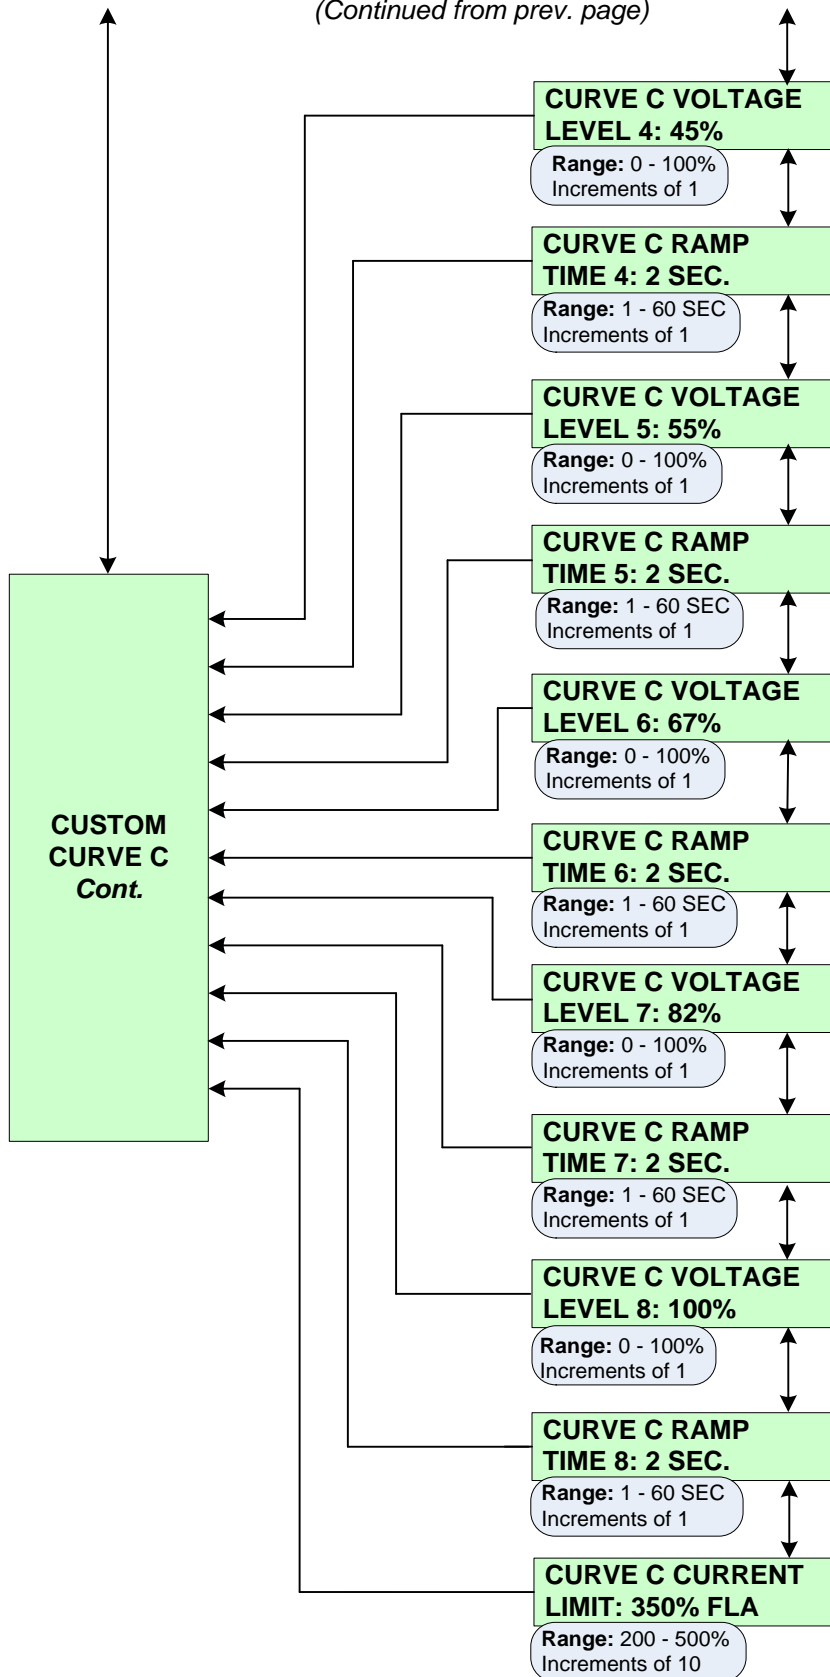 (Continued from prev. page)
CURVE C VOLTAGE
LEVEL 4: 45%
Range: 0 - 100%
Increments of 1
CURVE C RAMP
TIME 4: 2 SEC.
Range: 1 - 60 SEC
Increments of 1
CURVE C VOLTAGE
LEVEL 5: 55%
Range: 0 - 100%
Increments of 1
CURVE C RAMP
TIME 5: 2 SEC.
Range: 1 - 60 SEC
Increments of 1
CURVE C VOLTAGE
LEVEL 6: 67%
Range: 0 - 100%
Increments of 1
CUSTOM
CURVE C
Cont.
CURVE C RAMP
TIME 6: 2 SEC.
Range: 1 - 60 SEC
Increments of 1
CURVE C VOLTAGE
LEVEL 7: 82%
Range: 0 - 100%
Increments of 1
CURVE C RAMP
TIME 7: 2 SEC.
Range: 1 - 60 SEC
Increments of 1
CURVE C VOLTAGE
LEVEL 8: 100%
Range: 0 - 100%
Increments of 1
CURVE C RAMP
TIME 8: 2 SEC.
Range: 1 - 60 SEC
Increments of 1
CURVE C CURRENT
LIMIT: 350% FLA
Range: 200 - 500%
Increments of 10